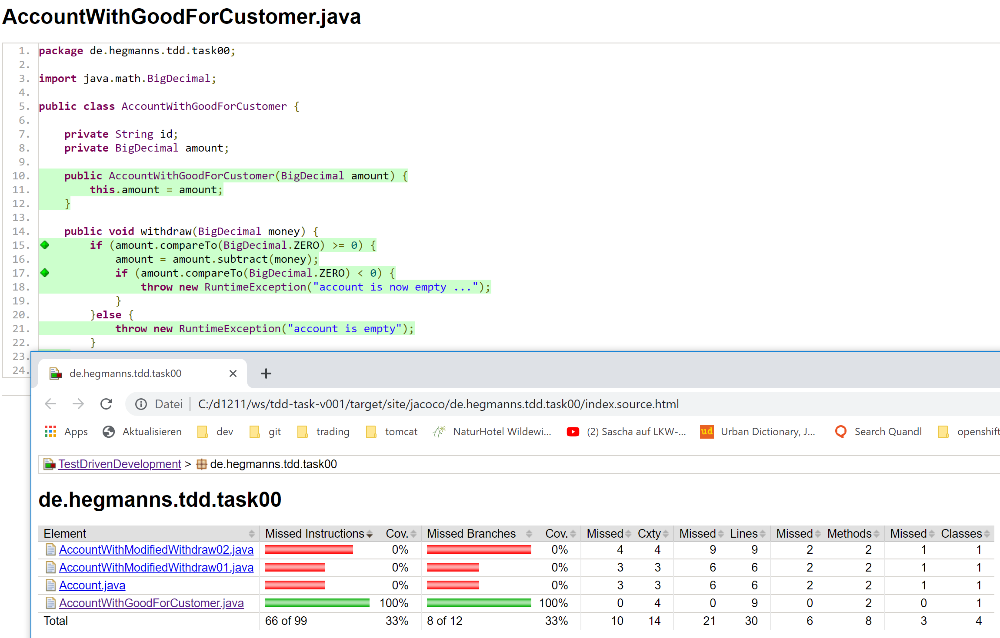 AccountWithGoodForCustomer.java
1. package de.hegmanns.tdd.task00;
2.
3. import java.math.BigDecimal;
4.
5. public class AccountWithGoodForCustomer {
6.
7.     private String id;
8.     private BigDecimal amount;
9.
10.     public AccountWithGoodForCustomer(BigDecimal amount) {
11.         this.amount = amount;
12.     }
13.
14.     public void withdraw(BigDecimal money) {
15.         if (amount.compareTo(BigDecimal.ZERO) >= 0) {
16.             amount = amount.subtract(money);
17.             if (amount.compareTo(BigDecimal.ZERO) < 0) {
18.                 throw new RuntimeException("account is now empty ...");
19.             }
20.         }else {
21.             throw new RuntimeException("account is empty");
22.         }
23.
24.
de.hegmanns.tdd.task00
Datei | C:/d1211/ws/tdd-task-v001/target/site/jacoco/de.hegmanns.tdd.task00/index.source.html
Apps Aktualisieren dev git trading tomcat NaturHotel Wildewi... (2) Sascha auf LKW-... ud Urban Dictionary, J... Search Quandl openshift
TestDrivenDevelopment > de.hegmanns.tdd.task00
de.hegmanns.tdd.task00
Element Missed Instructions Cov. Missed Branches Cov. Missed Cxty Missed Lines Missed Methods Missed Classes
AccountWithModifiedWithdraw02.java 0% 0% 4 4 9 9 2 2 1 1
AccountWithModifiedWithdraw01.java 0% 0% 3 3 6 6 2 2 1 1
Account.java 0% 0% 3 3 6 6 2 2 1 1
AccountWithGoodForCustomer.java 100% 100% 0 4 0 9 0 2 0 1
Total 66 of 99 33% 8 of 12 33% 10 14 21 30 6 8 3 4